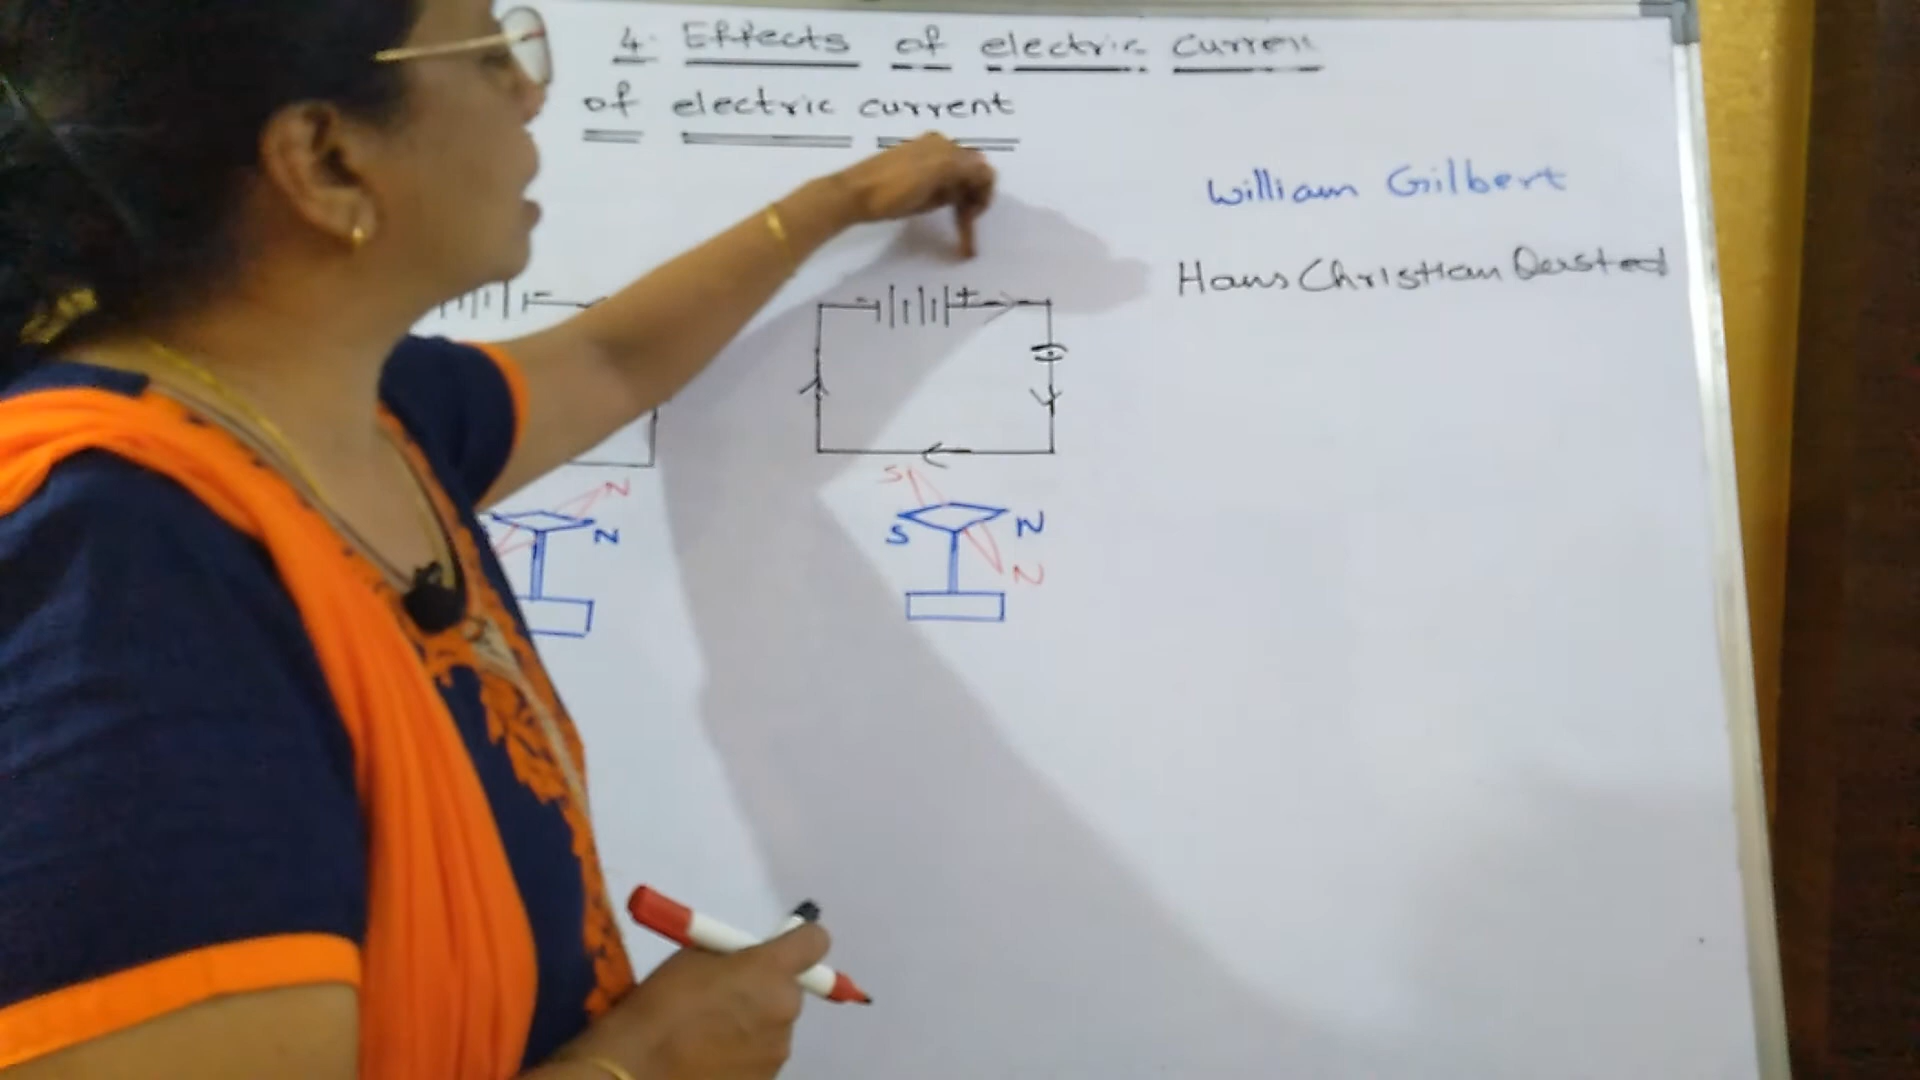 4. Effects of electric Current
of electric current
William Gilbert
Hans Christian Oersted
-
- +
N
N
S
S N
N